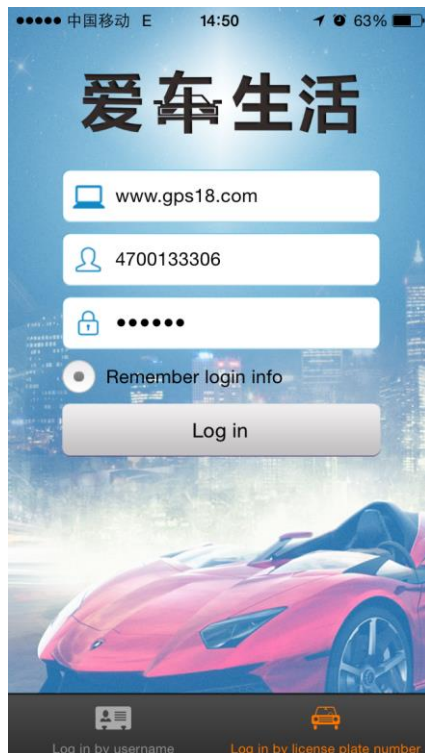 中国移动 E 14:50 63%
爱车生活
www.gps18.com
4700133306
••••••
Remember login info
Log in
Log in by username Log in by license plate number